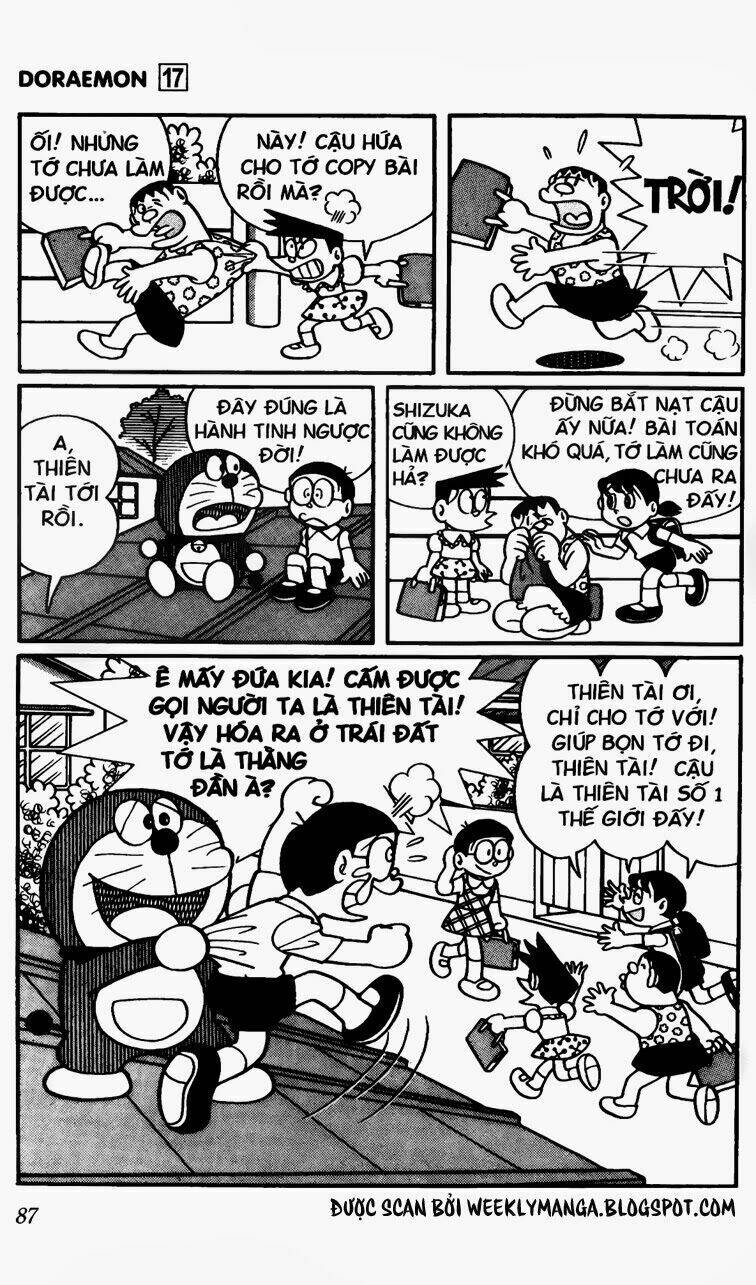 DORAEMON 17
ỐI! NHƯNG
TỚ CHƯA LÀM
ĐƯỢC...
NÀY! CẬU HỨA
CHO TỚ COPY BÀI
RỒI MÀ?
TRỜI!
A,
THIÊN
TÀI TỚI
RỒI.
ĐÂY ĐÚNG LÀ
HÀNH TINH NGƯỢC
ĐỜI!
SHIZUKA
CŨNG KHÔNG
LÀM ĐƯỢC
HẢ?
ĐỪNG BẮT NẠT CẬU
ẤY NỮA! BÀI TOÁN
KHÓ QUÁ, TỚ LÀM CŨNG
CHƯA RA
ĐẤY!
Ê MẤY ĐỨA KIA! CẤM ĐƯỢC
GỌI NGƯỜI TA LÀ THIÊN TÀI!
VẬY HÓA RA Ở TRÁI ĐẤT
TỚ LÀ THẰNG
ĐẦN À?
THIÊN TÀI ƠI,
CHỈ CHO TỚ VỚI!
GIÚP BỌN TỚ ĐI,
THIÊN TÀI! CẬU
LÀ THIÊN TÀI SỐ 1
THẾ GIỚI ĐẤY!
87
ĐƯỢC SCAN BỞI WEEKLYMANGA.BLOGSPOT.COM